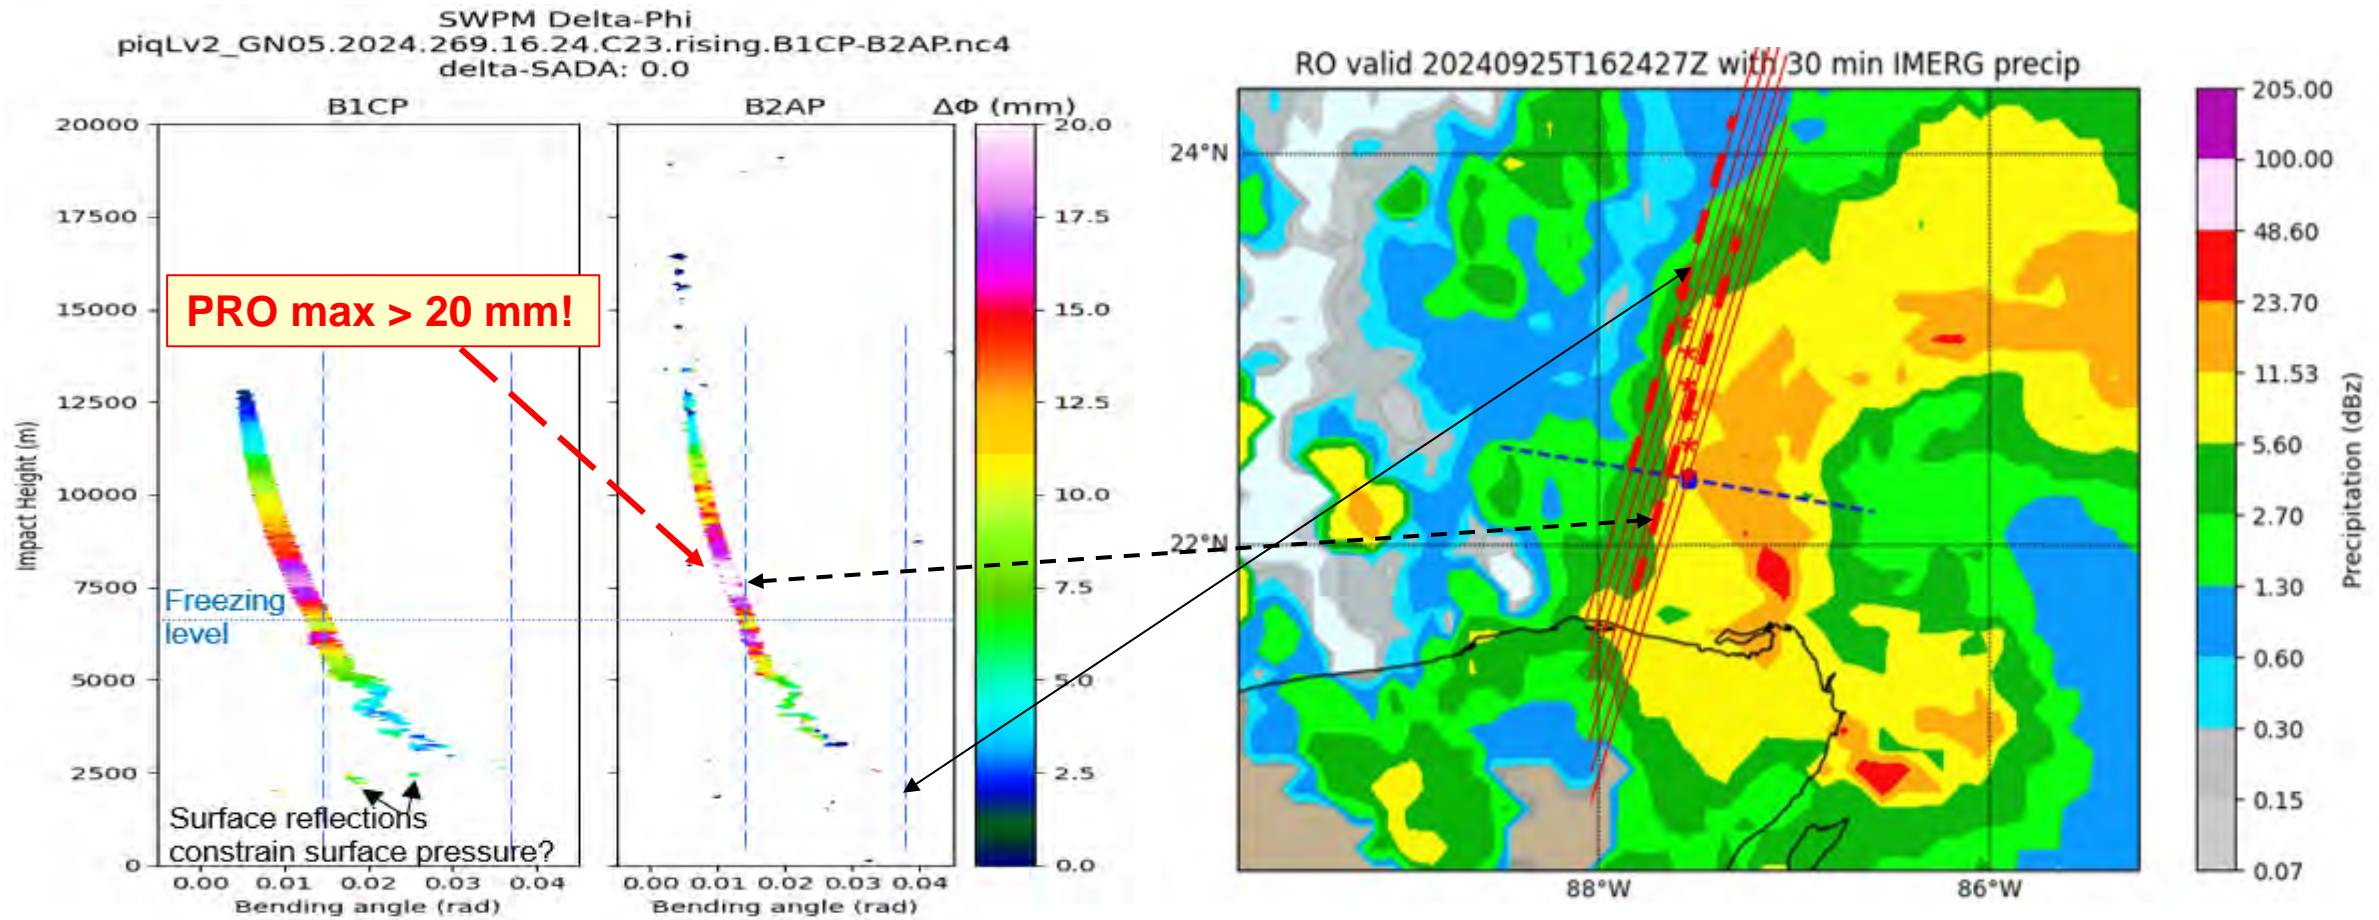 SWPM Delta-Phi
piqLv2_GN05.2024.269.16.24.C23.rising.B1CP-B2AP.nc4
delta-SADA: 0.0
B1CP
B2AP
ΔΦ (mm)
20000
17500
15000
12500
10000
7500
5000
2500
0
Impact Height (m)
PRO max > 20 mm!
Freezing
level
Surface reflections
constrain surface pressure?
0.00 0.01 0.02 0.03 0.04
Bending angle (rad)
0.00 0.01 0.02 0.03 0.04
Bending angle (rad)
20.0
17.5
15.0
12.5
10.0
7.5
5.0
2.5
0.0
RO valid 20240925T162427Z with 30 min IMERG precip
24°N
22°N
88°W
86°W
205.00
100.00
48.60
23.70
11.53
5.60
2.70
1.30
0.60
0.30
0.15
0.07
Precipitation (dBz)